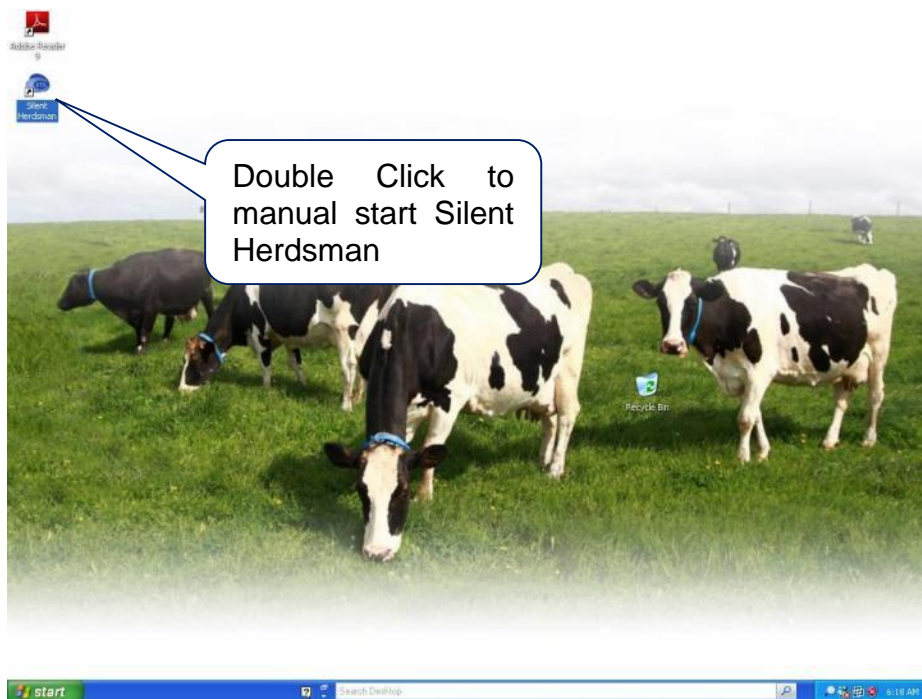 Adobe Reader
9
Silent
Herdsman
Double Click to
manual start Silent
Herdsman
Recycle Bin
start
Search Desktop
6:18 AM